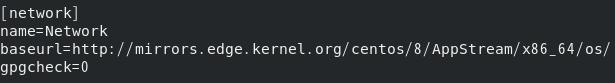 [network]
name=Network
baseurl=http://mirrors.edge.kernel.org/centos/8/AppStream/x86_64/os/
gpgcheck=0